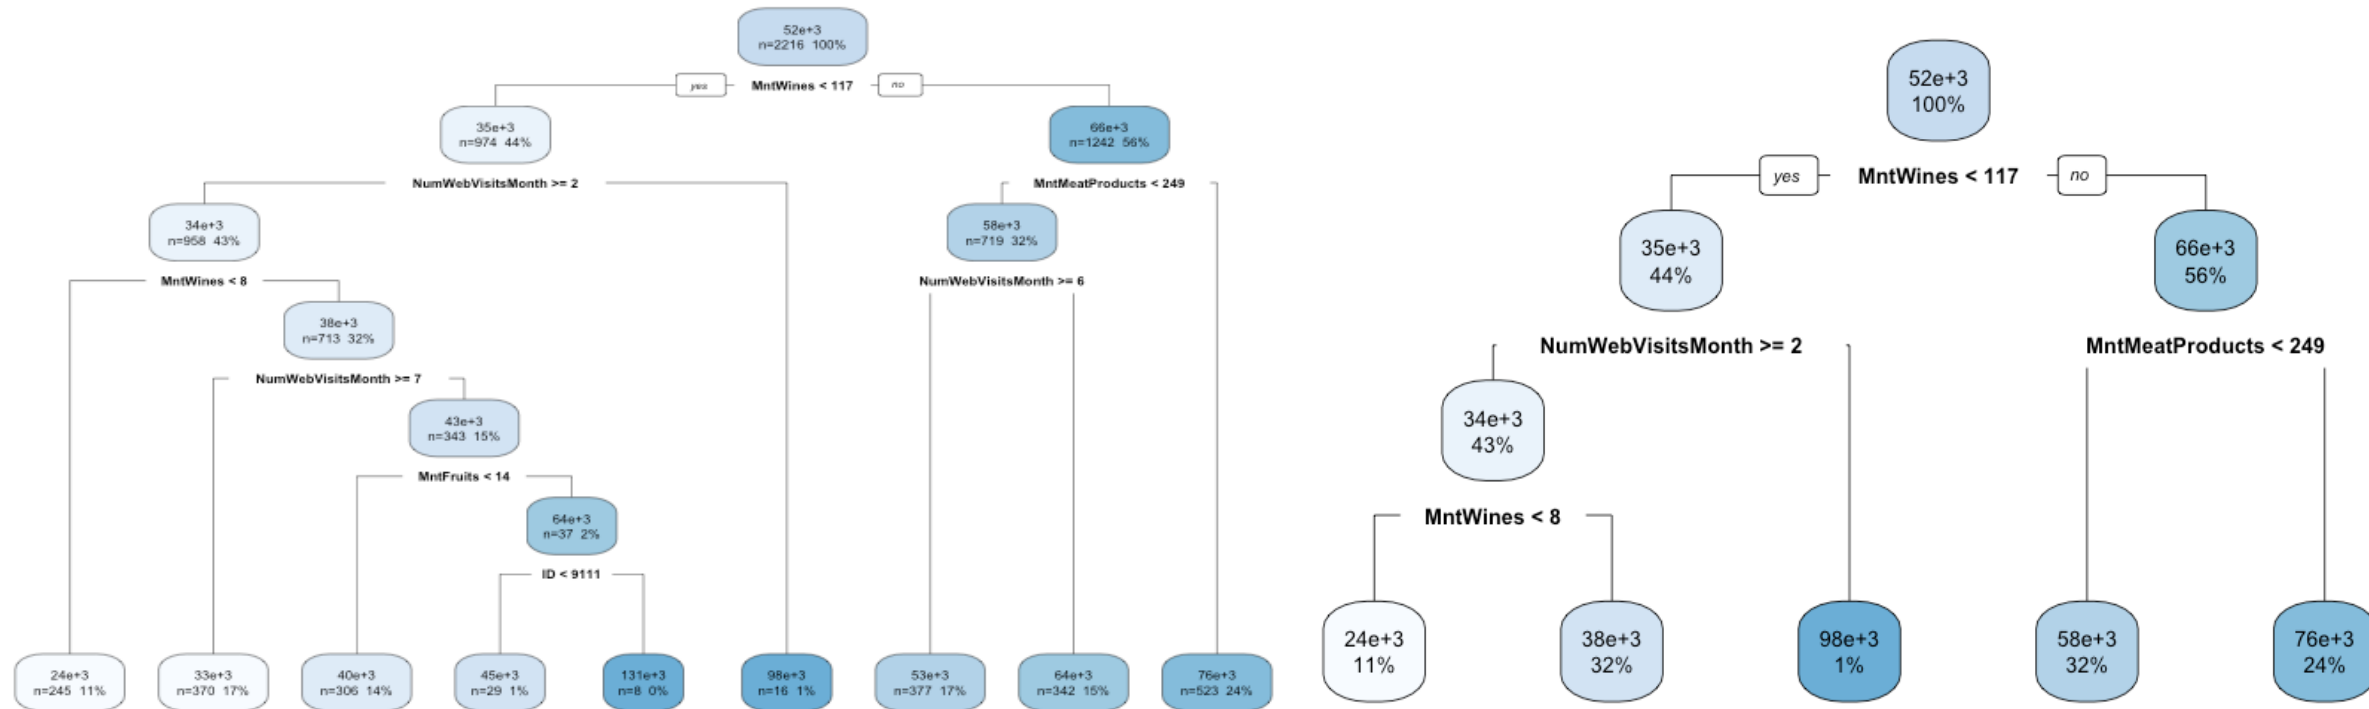 52e+3
n=2216 100%
yes
MntWines < 117
no
35e+3
n=974 44%
66e+3
n=1242 56%
NumWebVisitsMonth >= 2
MntMeatProducts < 249
34e+3
n=958 43%
58e+3
n=719 32%
MntWines < 8
NumWebVisitsMonth >= 6
38e+3
n=713 32%
NumWebVisitsMonth >= 7
43e+3
n=343 15%
MntFruits < 14
64e+3
n=37 2%
ID < 9111
24e+3
n=245 11%
33e+3
n=370 17%
40e+3
n=306 14%
45e+3
n=29 1%
131e+3
n=8 0%
98e+3
n=16 1%
53e+3
n=377 17%
64e+3
n=342 15%
76e+3
n=523 24%
52e+3
100%
yes
MntWines < 117
no
35e+3
44%
66e+3
56%
NumWebVisitsMonth >= 2
MntMeatProducts < 249
34e+3
43%
MntWines < 8
24e+3
11%
38e+3
32%
98e+3
1%
58e+3
32%
76e+3
24%